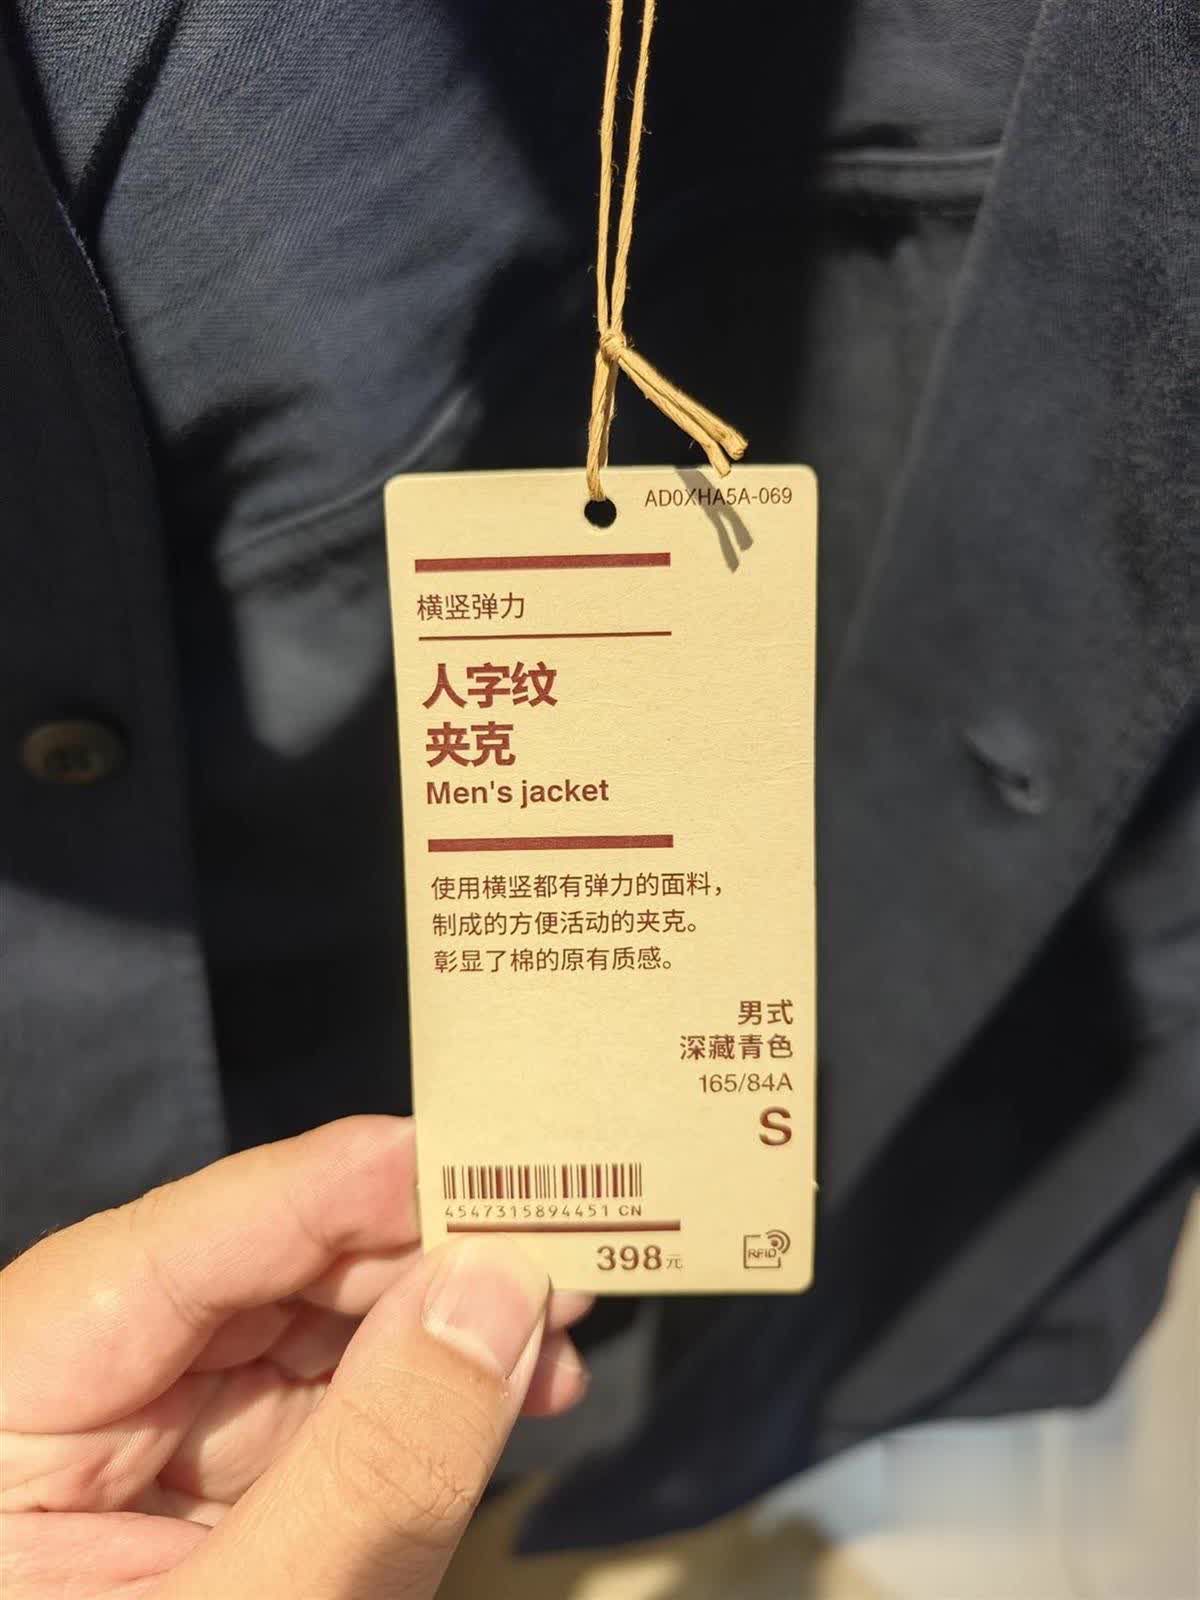 AD0XHA5A-069
横竖弹力
人字纹
夹克
Men's jacket
使用横竖都有弹力的面料，
制成的方便活动的夹克。
彰显了棉的原有质感。
男式
深藏青色
165/84A
S
4547315894451 CN
398元
RFID